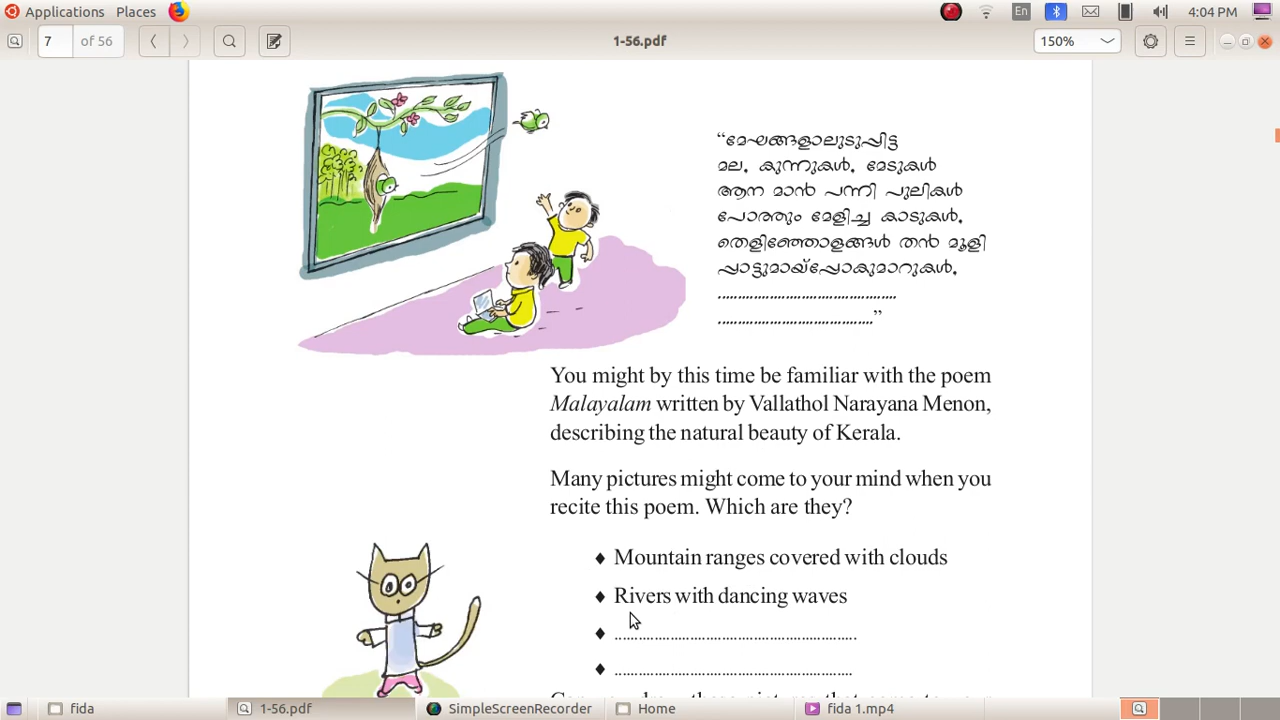 Applications Places En 4:04 PM
7 of 56 1-56.pdf 150%
“മേഘങ്ങളാലുടുപ്പിട്ട
മല, കുന്നുകൾ, മേടുകൾ
ആന മാൻ പന്നി പുലികൾ
പോത്തും മേളിച്ച കാടുകൾ,
തെളിഞ്ഞോളങ്ങൾ തൻ മൂളി
പ്പാട്ടുമായ്പ്പോകുമാറുകൾ,
............................................
.......................................”
You might by this time be familiar with the poem
Malayalam written by Vallathol Narayana Menon,
describing the natural beauty of Kerala.
Many pictures might come to your mind when you
recite this poem. Which are they?
♦ Mountain ranges covered with clouds
♦ Rivers with dancing waves
♦ ............................................................
♦ ...........................................................
fida 1-56.pdf SimpleScreenRecorder Home fida 1.mp4